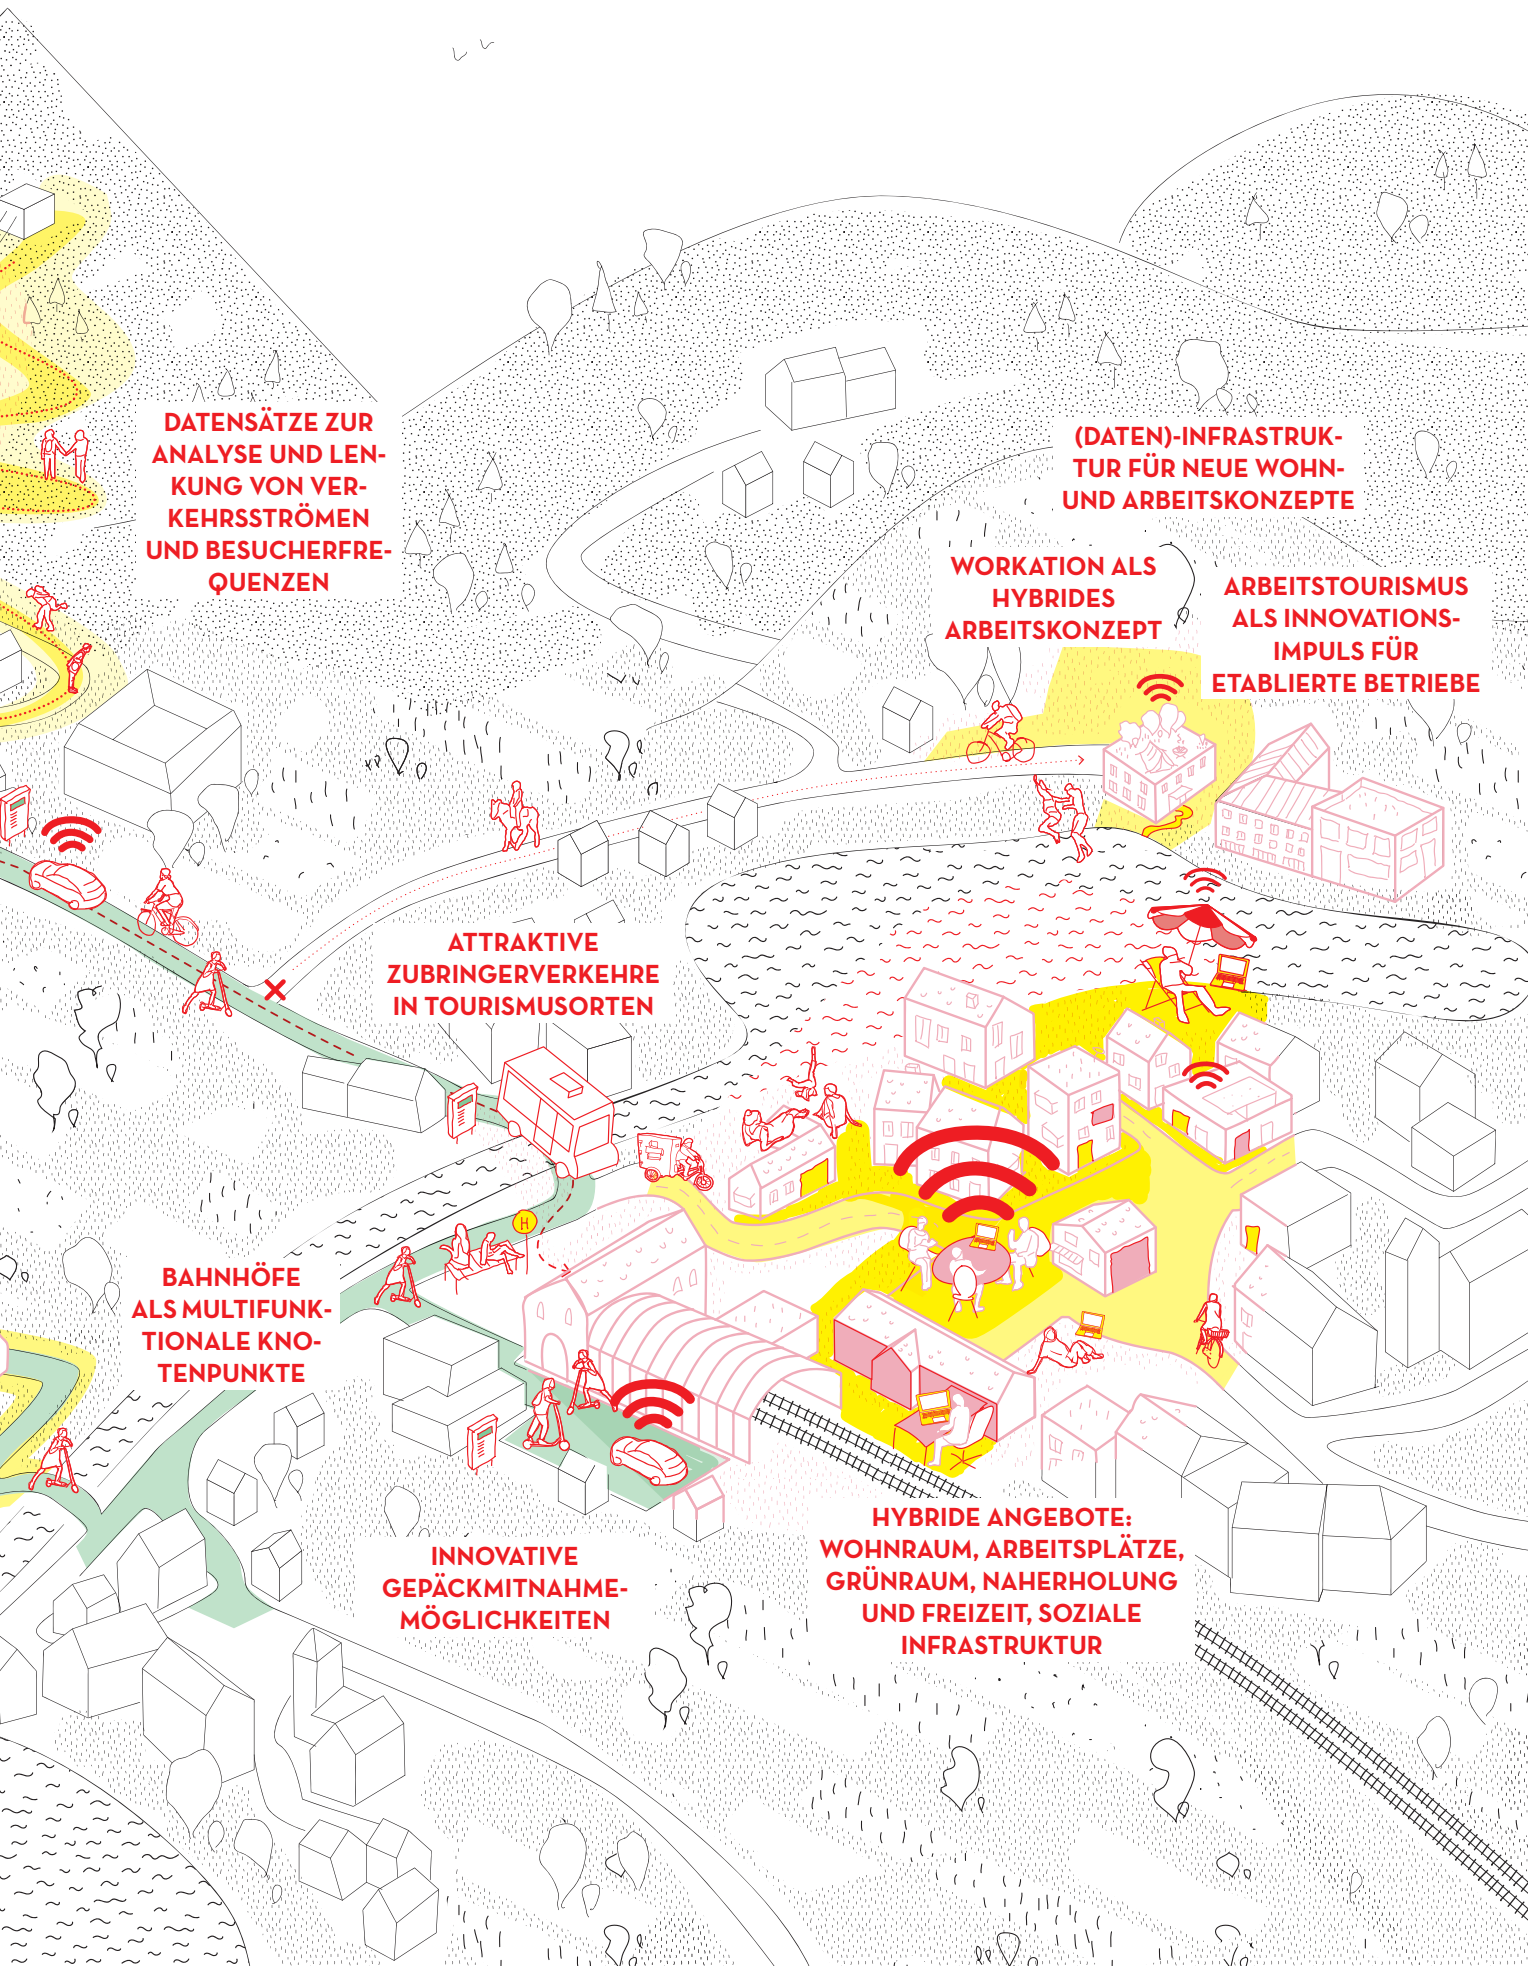 DATENSÄTZE ZUR
ANALYSE UND LEN-
KUNG VON VER-
KEHRSSTRÖMEN
UND BESUCHERFRE-
QUENZEN
(DATEN)-INFRASTRUK-
TUR FÜR NEUE WOHN-
UND ARBEITSKONZEPTE
WORKATION ALS
HYBRIDES
ARBEITSKONZEPT
ARBEITSTOURISMUS
ALS INNOVATIONS-
IMPULS FÜR
ETABLIERTE BETRIEBE
ATTRAKTIVE
ZUBRINGERVERKEHRE
IN TOURISMUSORTEN
H
BAHNHÖFE
ALS MULTIFUNK-
TIONALE KNO-
TENPUNKTE
INNOVATIVE
GEPÄCKMITNAHME-
MÖGLICHKEITEN
HYBRIDE ANGEBOTE:
WOHNRAUM, ARBEITSPLÄTZE,
GRÜNRAUM, NAHERHOLUNG
UND FREIZEIT, SOZIALE
INFRASTRUKTUR